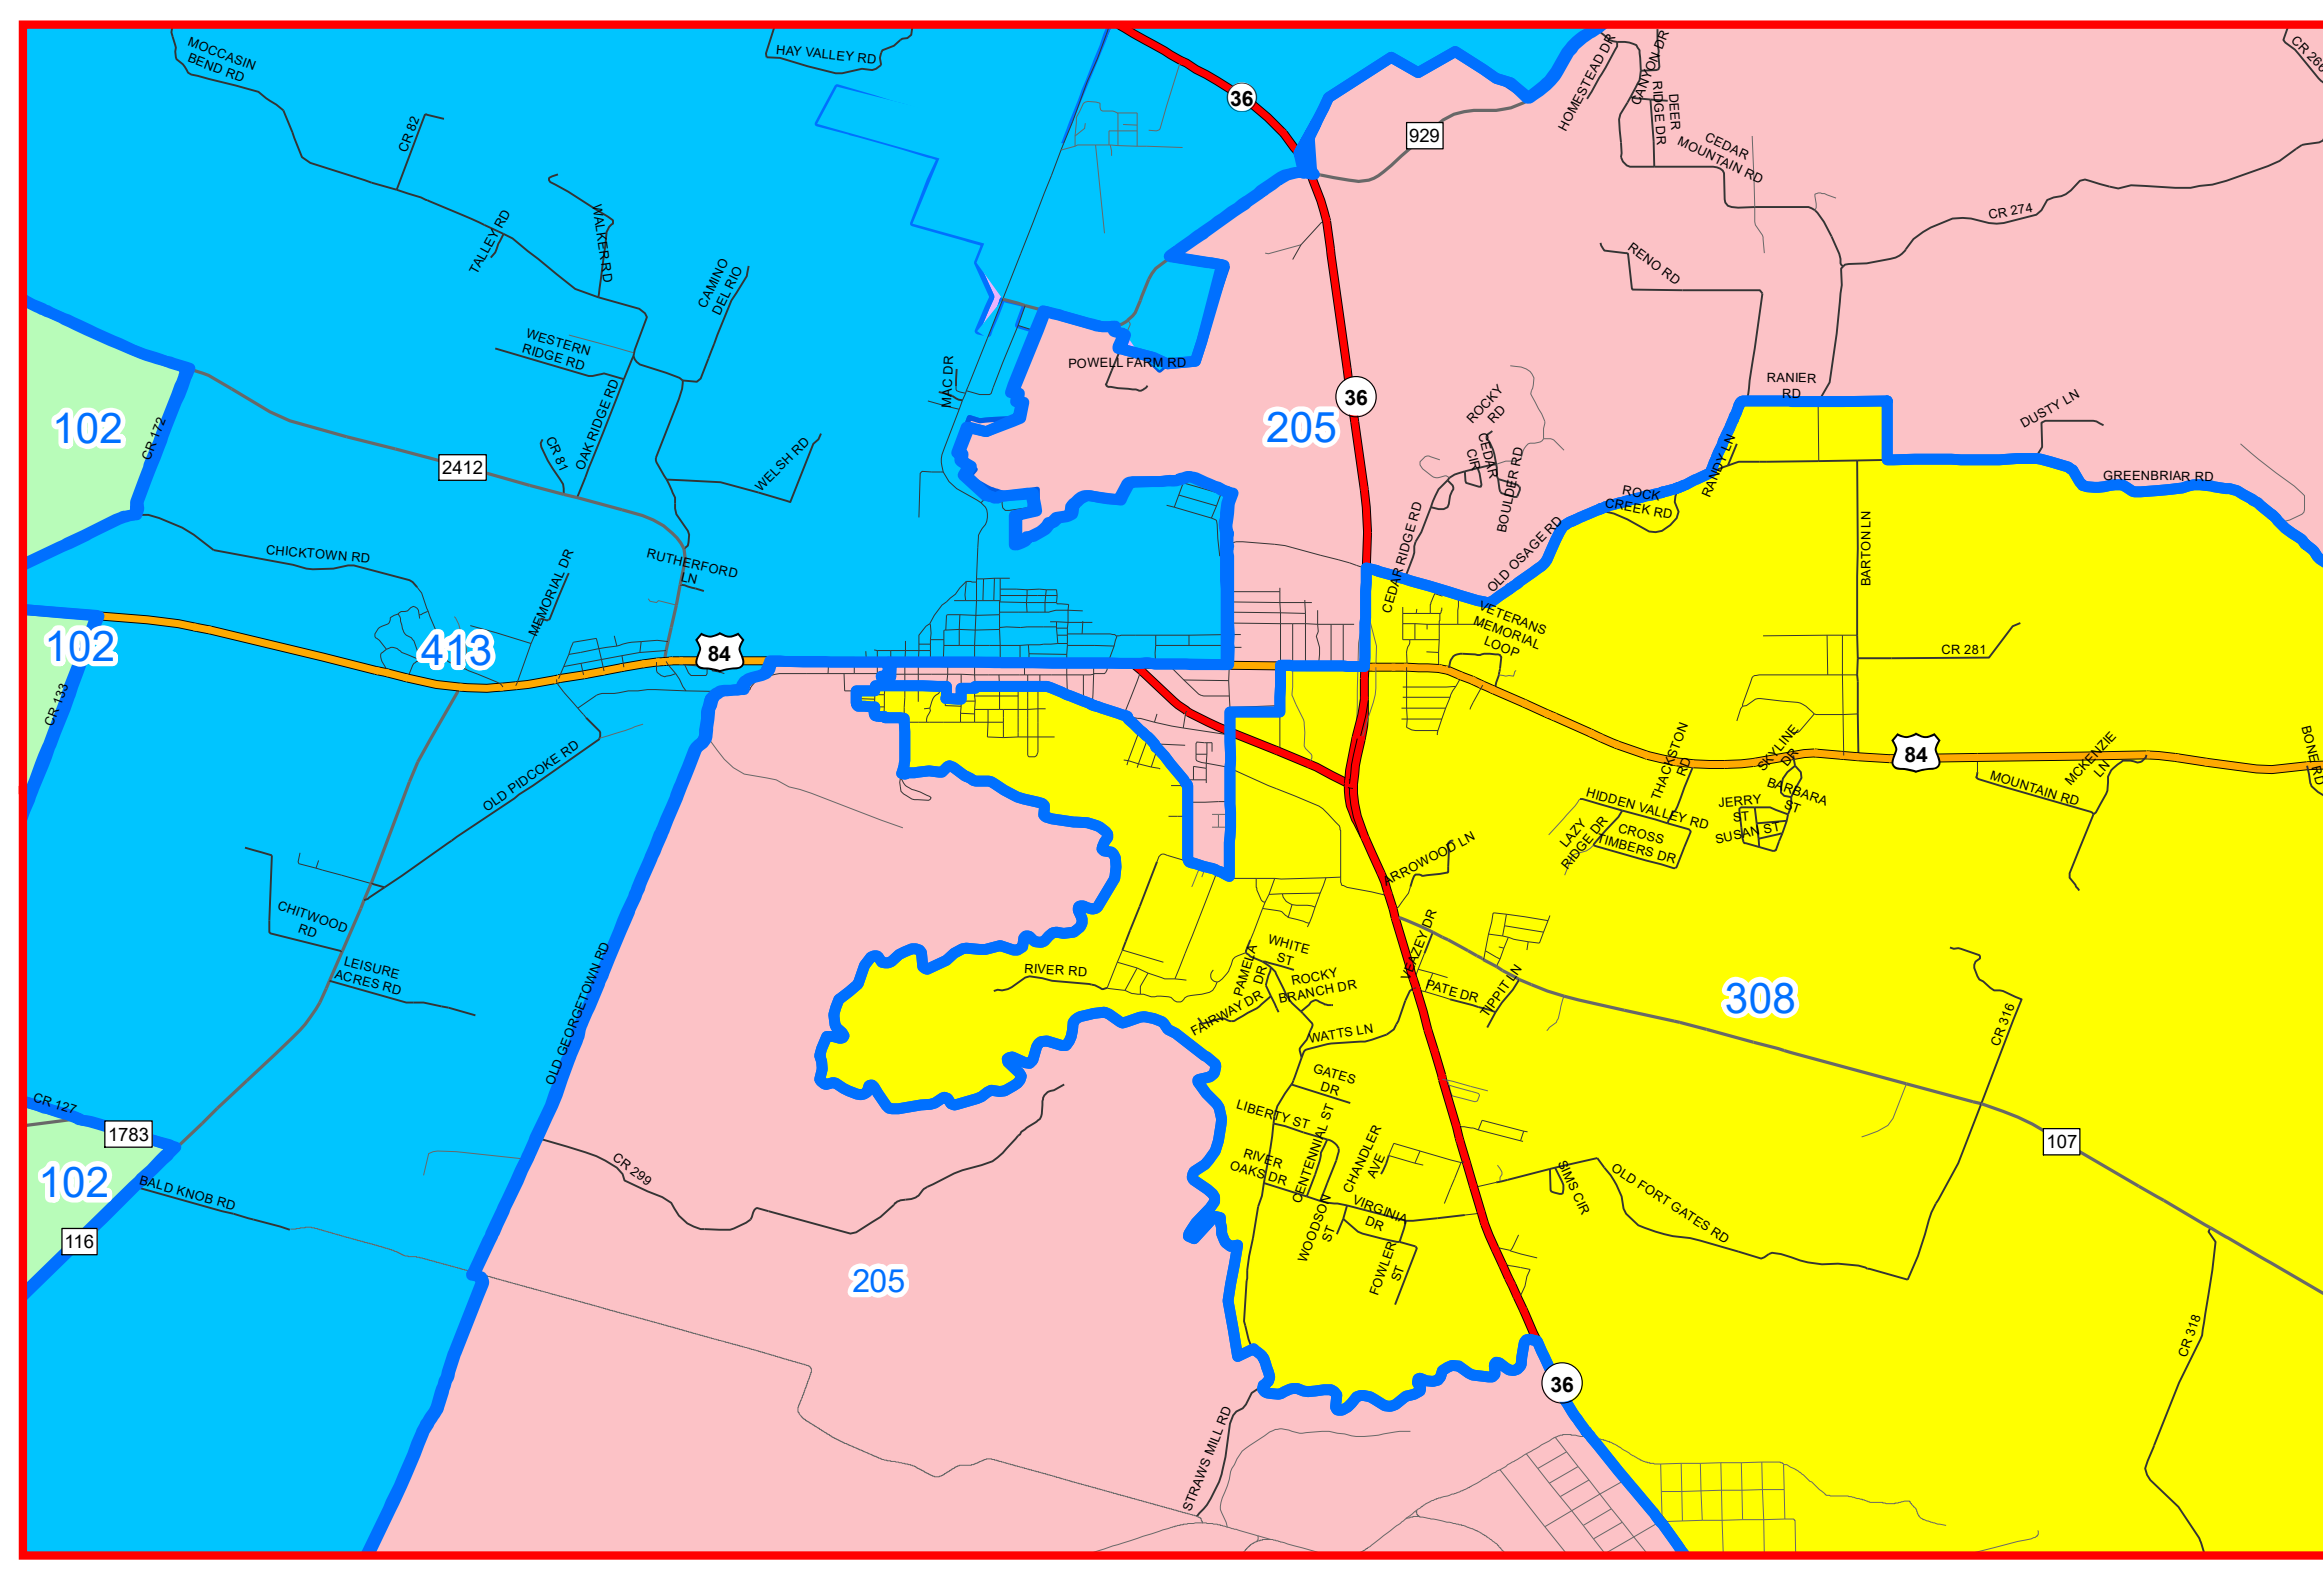 MOCCASIN
BEND RD
HAY VALLEY RD
HOMESTEAD DR
CANYON DR
DEER
RIDGE DR
CR 266
36
929
CR 82
CEDAR
MOUNTAIN RD
TALLEY RD
WALKER RD
CR 274
CAMINO
DEL RIO
RENO RD
WESTERN
RIDGE RD
MAC DR
POWELL FARM RD
RANIER
RD
OAK RIDGE RD
36
205
102
CR 172
ROCKY
RD
DUSTY LN
2412
CR 81
WELSH RD
CEDAR
CIR
BOULDER RD
RANDY LN
GREENBRIAR RD
ROCK
CREEK RD
CHICKTOWN RD
MEMORIAL DR
RUTHERFORD
LN
CEDAR RIDGE RD
OLD OSAGE RD
BARTON LN
VETERANS
MEMORIAL
LOOP
102
413
84
CR 281
CR 133
OLD PIDCOKE RD
THACKSTON
RD
SKYLINE
DR
84
MCKENZIE
LN
BONE RD
MOUNTAIN RD
BARBARA
ST
HIDDEN VALLEY RD
JERRY
ST
SUSAN ST
LAZY
RIDGE DR
CROSS
TIMBERS DR
ARROWOOD LN
CHITWOOD
RD
LEISURE
ACRES RD
OLD GEORGETOWN RD
RIVER RD
PAMELA
DR
WHITE
ST
ROCKY
BRANCH DR
FAIRWAY DR
VEAZEY DR
PATE DR
TIPPIT LN
WATTS LN
308
CR 316
GATES
DR
CR 127
1783
LIBERTY ST
CENTENNIAL ST
CHANDLER
AVE
RIVER
OAKS DR
107
102
BALD KNOB RD
116
CR 299
SIMS CIR
OLD FORT GATES RD
VIRGINIA
DR
WOODSON
ST
FOWLER
ST
205
CR 318
36
STRAWS MILL RD